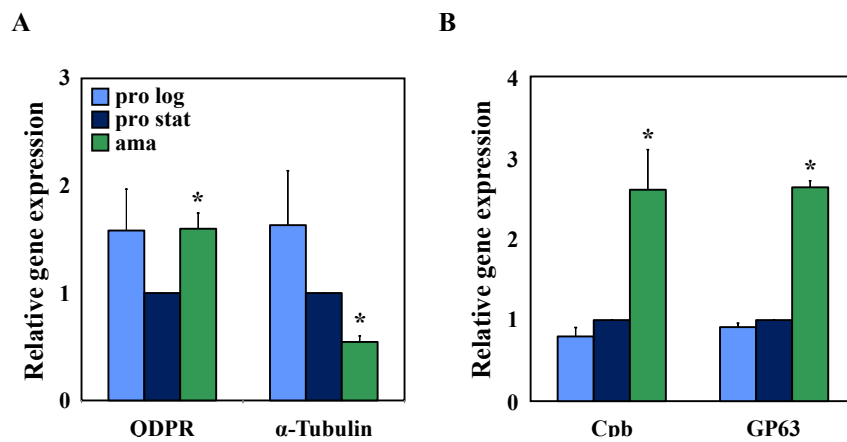 A
Relative gene expression
3
2
1
0
pro log
pro stat
ama
*
*
QDPR
α-Tubulin
B
Relative gene expression
4
3
2
1
0
*
*
Cpb
GP63